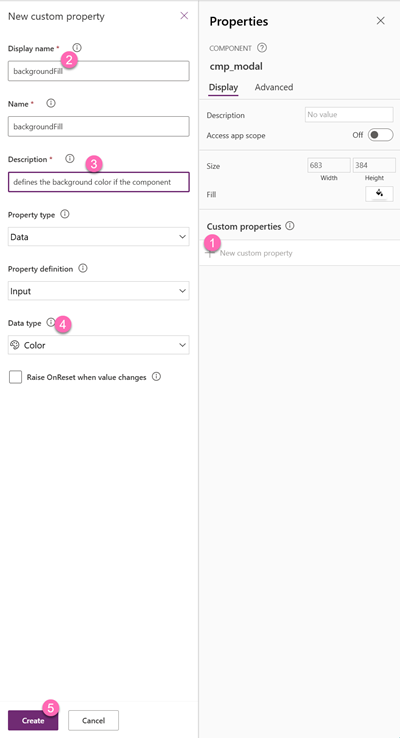 New custom property
Display name *
2
backgroundFill
Name *
backgroundFill
Description *
3
defines the background color if the component
Property type
Data
Property definition
Input
Data type
4
Color
Raise OnReset when value changes
5
Create
Cancel
Properties
COMPONENT
cmp_modal
Display
Advanced
Description
No value
Access app scope
Off
Size
683
384
Width
Height
Fill
Custom properties
1
New custom property